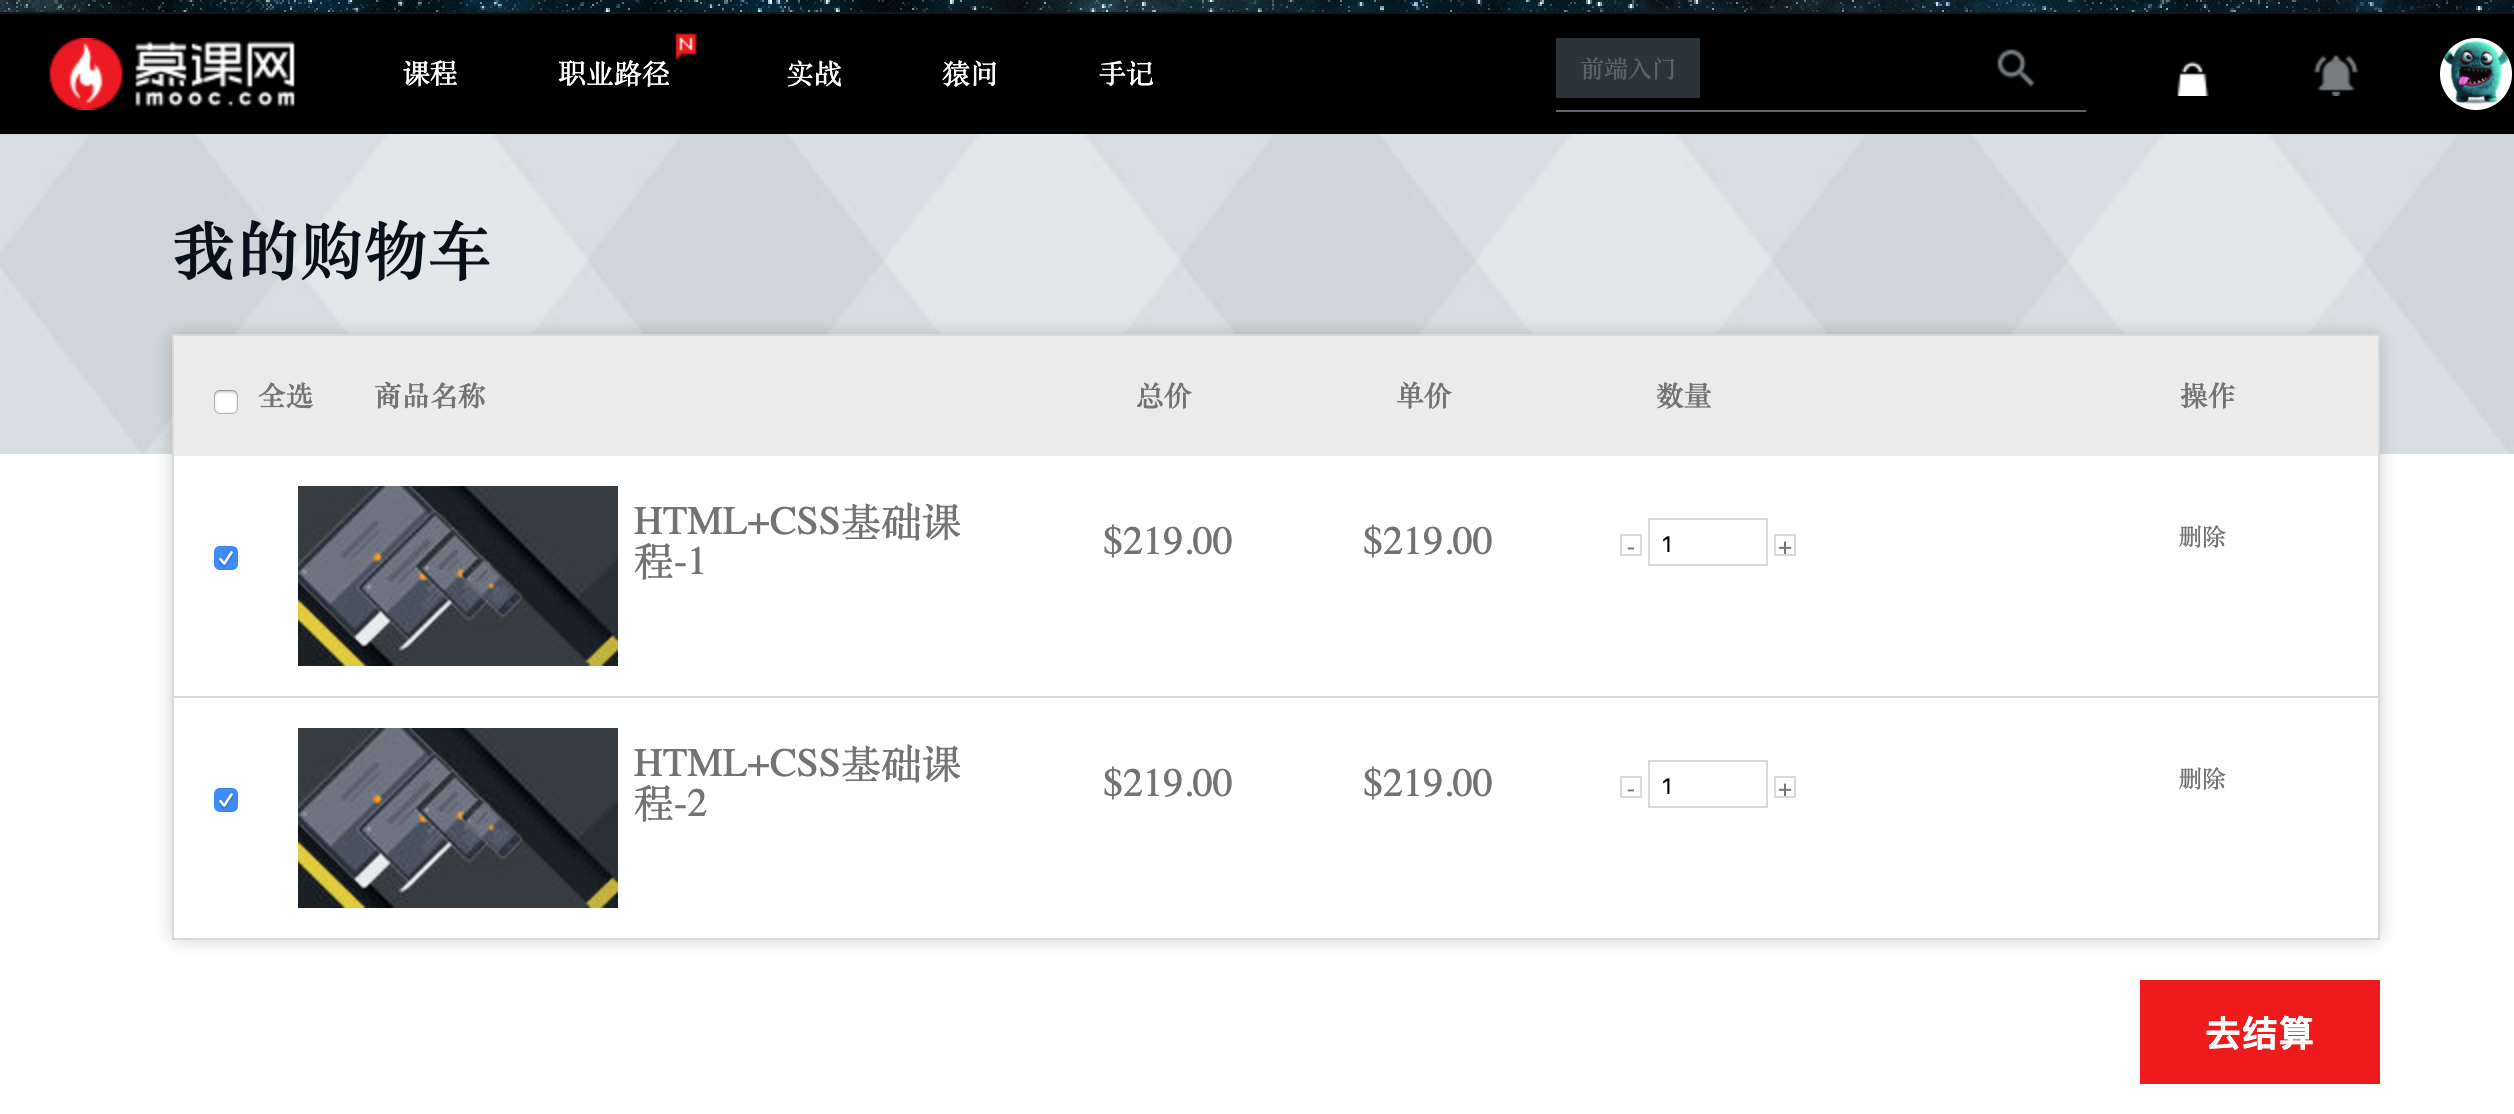 慕课网
imooc.com
课程 职业路径 N 实战 猿问 手记 前端入门
我的购物车
全选 商品名称 总价 单价 数量 操作
HTML+CSS基础课
程-1
$219.00 $219.00 - 1 + 删除
HTML+CSS基础课
程-2
$219.00 $219.00 - 1 + 删除
去结算